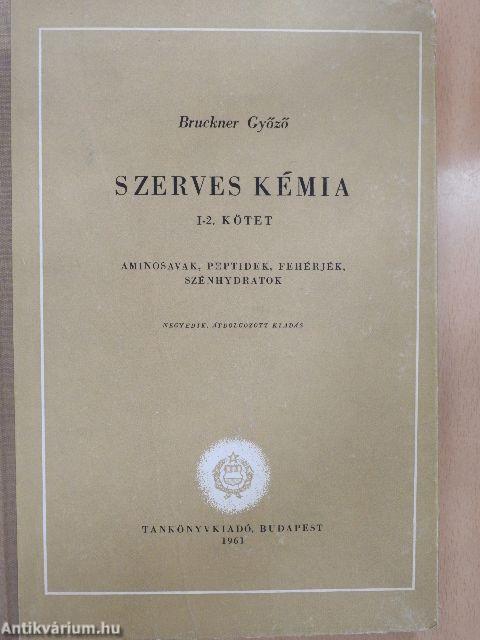 Bruckner Győző
SZERVES KÉMIA
I-2. KÖTET
AMINOSAVAK, PEPTIDEK, FEHÉRJÉK,
SZÉNHYDRATOK
NEGYEDIK, ÁTDOLGOZOTT KIADÁS
TANKÖNYVKIADÓ, BUDAPEST
1961
Antikvárium.hu